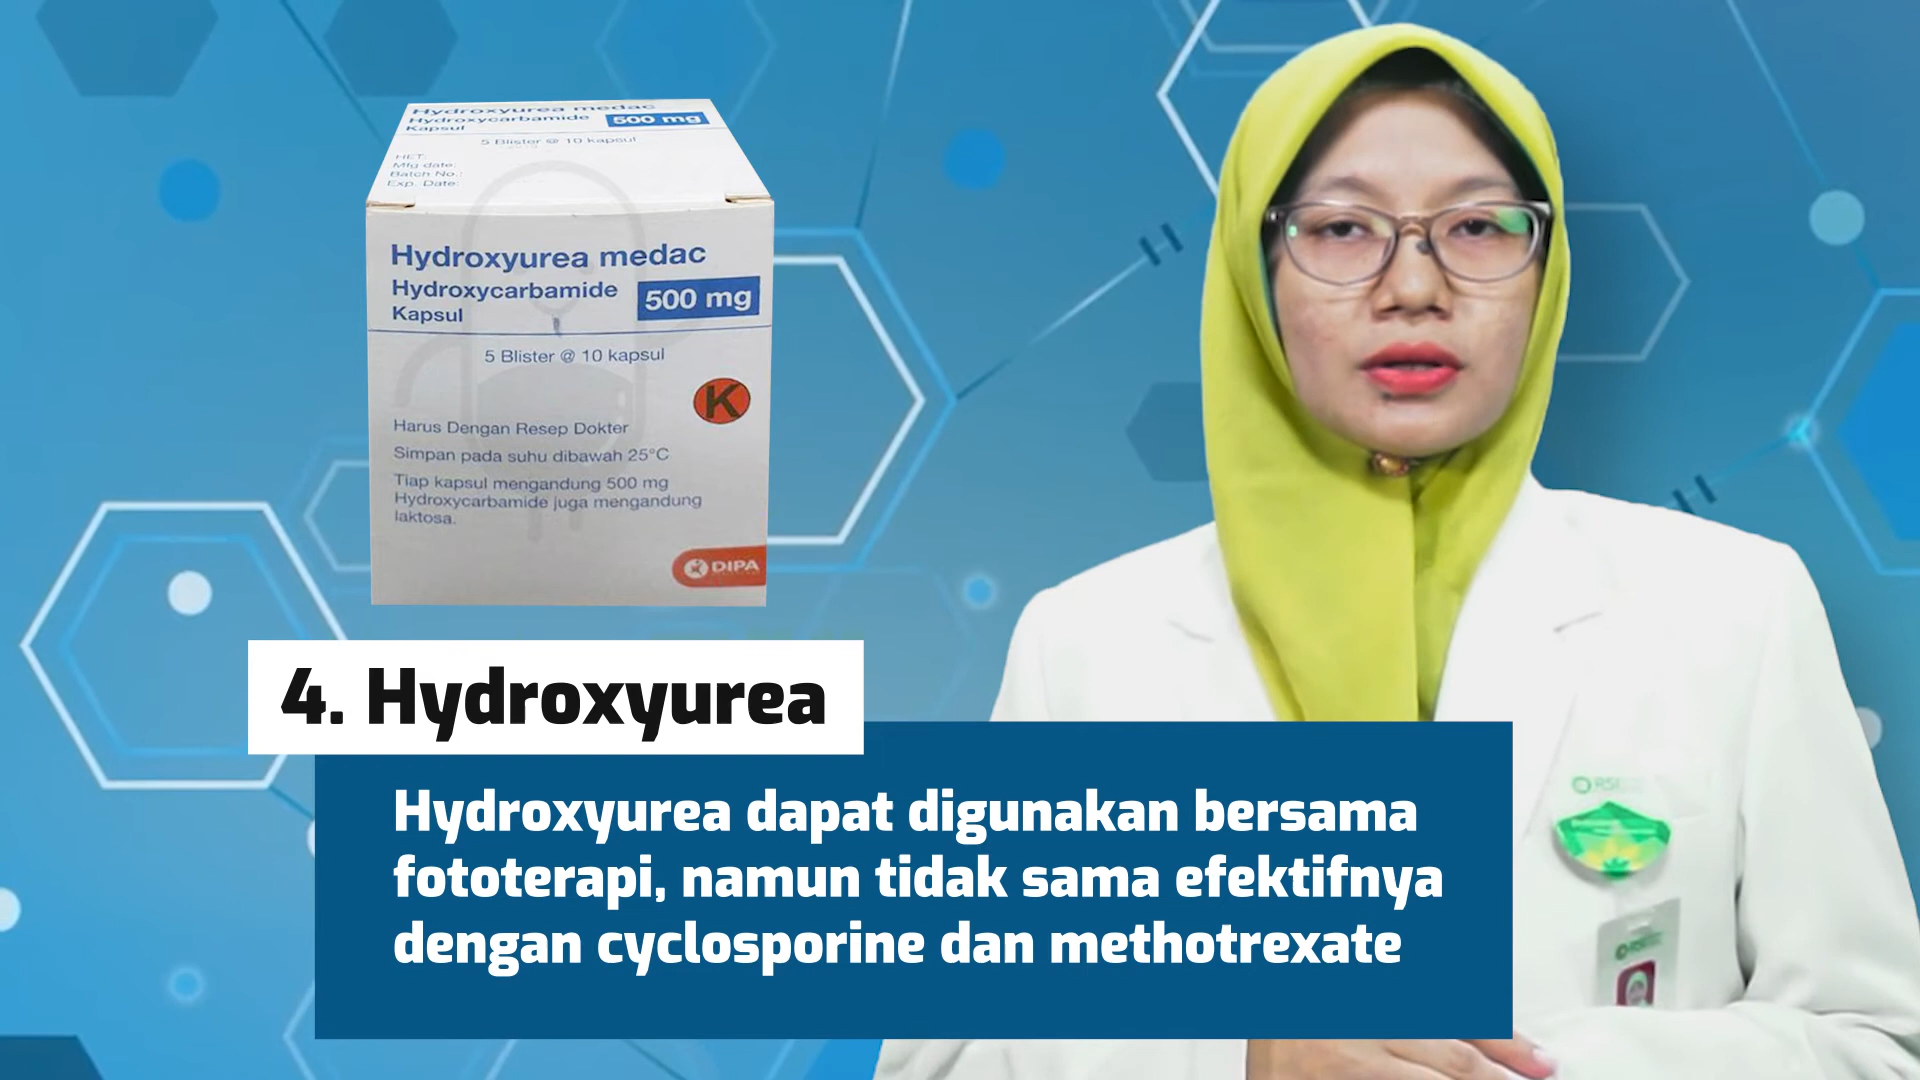 Hydroxyurea medac
Hydroxycarbamide 500 mg
Kapsul
5 Blister @ 10 kapsul
HET:
Mfg date:
Batch No.:
Exp. Date:
Hydroxyurea medac
Hydroxycarbamide 500 mg
Kapsul
5 Blister @ 10 kapsul
K
Harus Dengan Resep Dokter
Simpan pada suhu dibawah 25°C
Tiap kapsul mengandung 500 mg
Hydroxycarbamide juga mengandung
laktosa.
DIPA
4. Hydroxyurea
Hydroxyurea dapat digunakan bersama
fototerapi, namun tidak sama efektifnya
dengan cyclosporine dan methotrexate